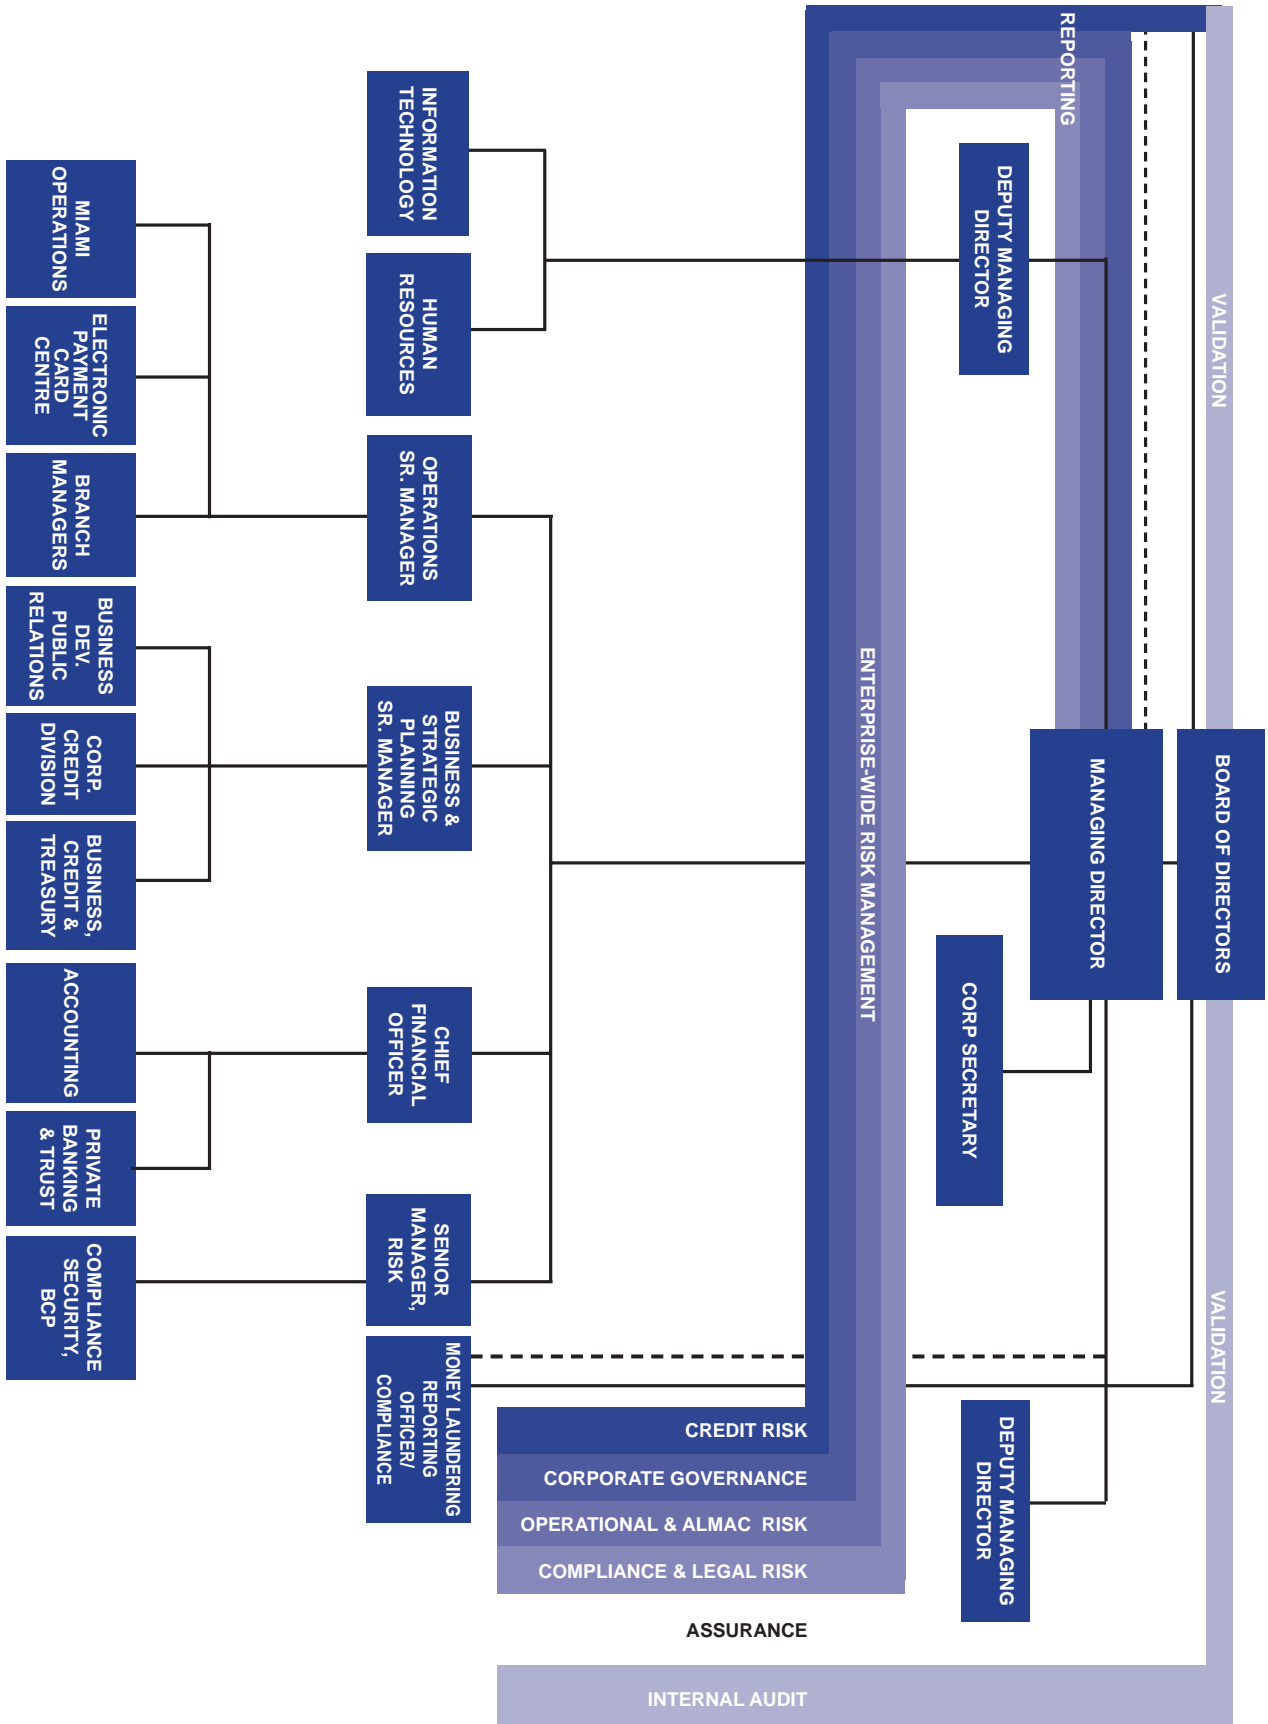 BOARD OF DIRECTORS
VALIDATION
VALIDATION
MANAGING DIRECTOR
REPORTING
DEPUTY MANAGING
DIRECTOR
CORP SECRETARY
DEPUTY MANAGING
DIRECTOR
ENTERPRISE-WIDE RISK MANAGEMENT
INFORMATION
TECHNOLOGY
HUMAN
RESOURCES
OPERATIONS
SR. MANAGER
BUSINESS &
STRATEGIC
PLANNING
SR. MANAGER
CHIEF
FINANCIAL
OFFICER
SENIOR
MANAGER,
RISK
MONEY LAUNDERING
REPORTING
OFFICER/
COMPLIANCE
MIAMI
OPERATIONS
ELECTRONIC
PAYMENT
CARD
CENTRE
BRANCH
MANAGERS
BUSINESS
DEV.
PUBLIC
RELATIONS
CORP.
CREDIT
DIVISION
BUSINESS,
CREDIT &
TREASURY
ACCOUNTING
PRIVATE
BANKING
& TRUST
COMPLIANCE
SECURITY,
BCP
CREDIT RISK
CORPORATE GOVERNANCE
OPERATIONAL & ALMAC RISK
COMPLIANCE & LEGAL RISK
ASSURANCE
INTERNAL AUDIT